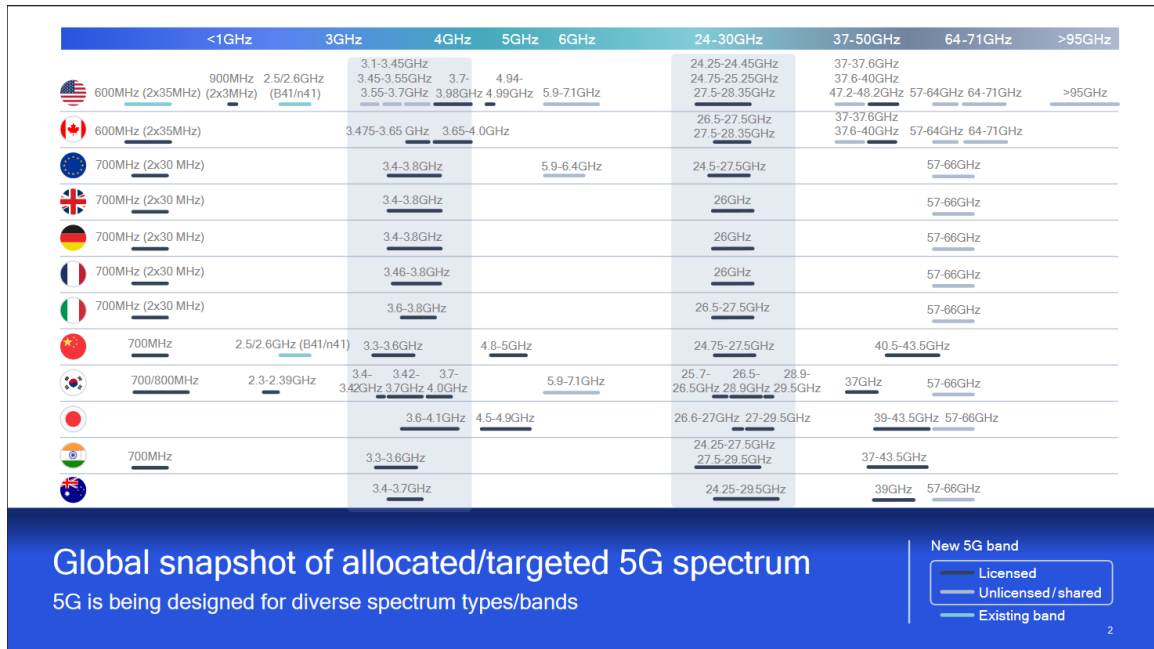 <1GHz 3GHz 4GHz 5GHz 6GHz 24-30GHz 37-50GHz 64-71GHz >95GHz
3.1-3.45GHz 24.25-24.45GHz 37-37.6GHz
900MHz 2.5/2.6GHz 3.45-3.55GHz 3.7- 4.94- 24.75-25.25GHz 37.6-40GHz
600MHz (2x35MHz) (2x3MHz) (B41/n41) 3.55-3.7GHz 3.98GHz 4.99GHz 5.9-7.1GHz 27.5-28.35GHz 47.2-48.2GHz 57-64GHz 64-71GHz >95GHz
26.5-27.5GHz 37-37.6GHz
600MHz (2x35MHz) 3.475-3.65 GHz 3.65-4.0GHz 27.5-28.35GHz 37.6-40GHz 57-64GHz 64-71GHz
700MHz (2x30 MHz) 3.4-3.8GHz 5.9-6.4GHz 24.5-27.5GHz 57-66GHz
700MHz (2x30 MHz) 3.4-3.8GHz 26GHz 57-66GHz
700MHz (2x30 MHz) 3.4-3.8GHz 26GHz 57-66GHz
700MHz (2x30 MHz) 3.46-3.8GHz 26GHz 57-66GHz
700MHz (2x30 MHz) 3.6-3.8GHz 26.5-27.5GHz 57-66GHz
700MHz 2.5/2.6GHz (B41/n41) 3.3-3.6GHz 4.8-5GHz 24.75-27.5GHz 40.5-43.5GHz
3.4- 3.42- 3.7- 25.7- 26.5- 28.9-
700/800MHz 2.3-2.39GHz 3.42GHz 3.7GHz 4.0GHz 5.9-7.1GHz 26.5GHz 28.9GHz 29.5GHz 37GHz 57-66GHz
3.6-4.1GHz 4.5-4.9GHz 26.6-27GHz 27-29.5GHz 39-43.5GHz 57-66GHz
24.25-27.5GHz
700MHz 3.3-3.6GHz 27.5-29.5GHz 37-43.5GHz
3.4-3.7GHz 24.25-29.5GHz 39GHz 57-66GHz
Global snapshot of allocated/targeted 5G spectrum
5G is being designed for diverse spectrum types/bands
New 5G band
Licensed
Unlicensed/shared
Existing band
2